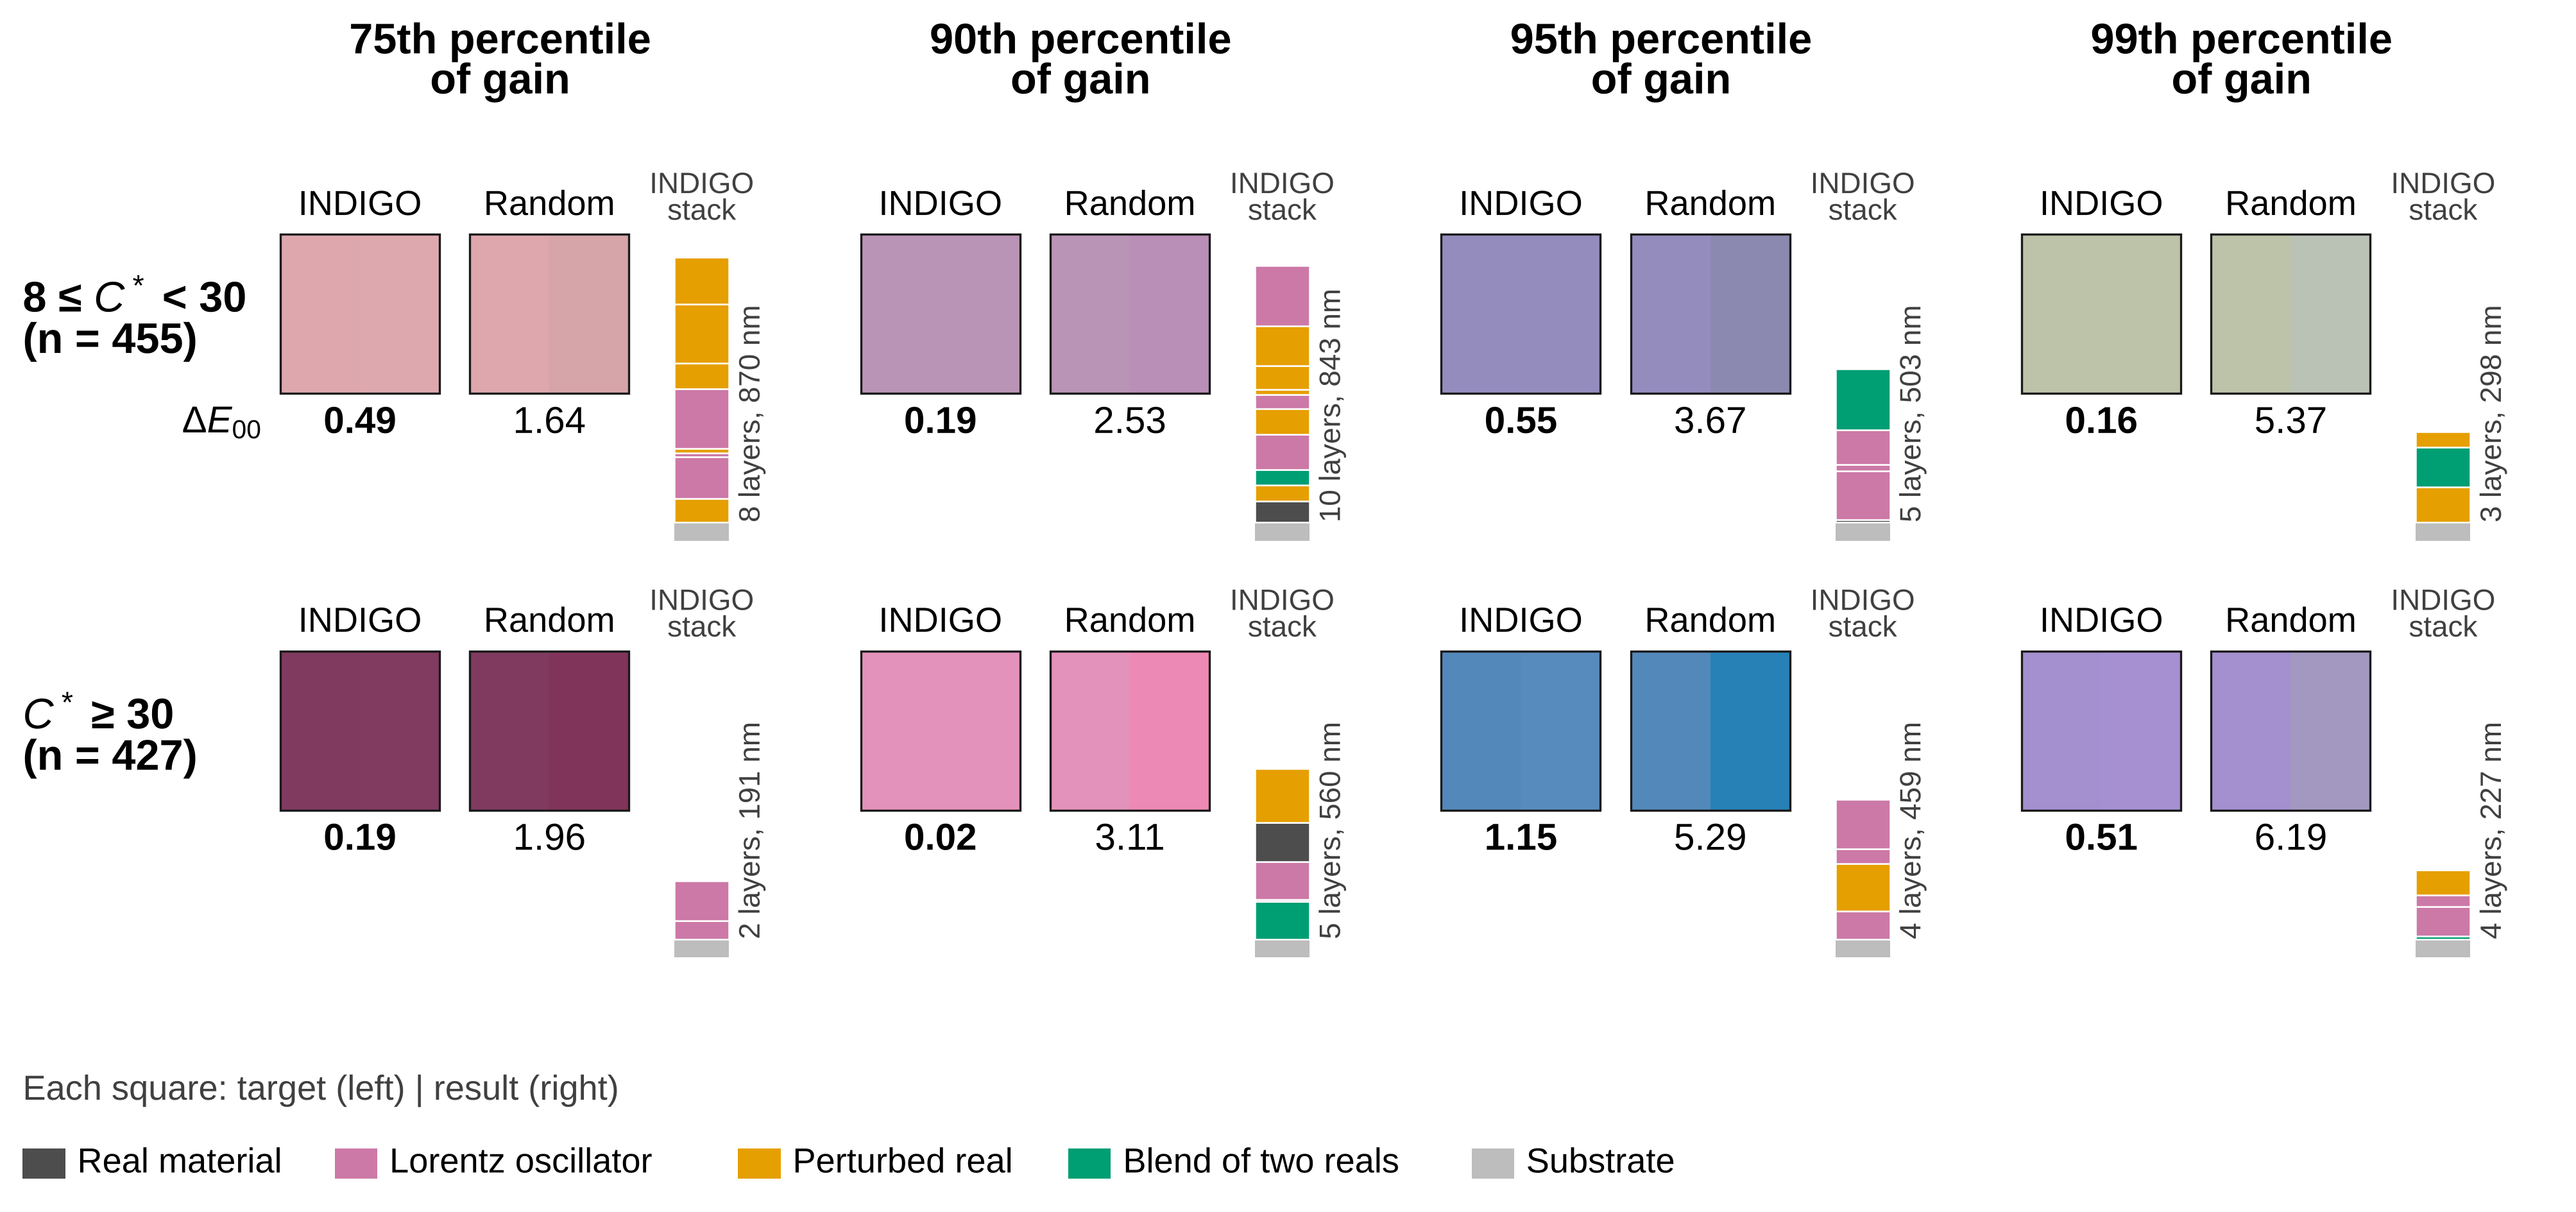 75th percentile
of gain
90th percentile
of gain
95th percentile
of gain
99th percentile
of gain
8 ≤ C* < 30
(n = 455)
ΔE00
INDIGO
Random
INDIGO
stack
0.49
1.64
8 layers, 870 nm
INDIGO
Random
INDIGO
stack
0.19
2.53
10 layers, 843 nm
INDIGO
Random
INDIGO
stack
0.55
3.67
5 layers, 503 nm
INDIGO
Random
INDIGO
stack
0.16
5.37
3 layers, 298 nm
C* ≥ 30
(n = 427)
INDIGO
Random
INDIGO
stack
0.19
1.96
2 layers, 191 nm
INDIGO
Random
INDIGO
stack
0.02
3.11
5 layers, 560 nm
INDIGO
Random
INDIGO
stack
1.15
5.29
4 layers, 459 nm
INDIGO
Random
INDIGO
stack
0.51
6.19
4 layers, 227 nm
Each square: target (left) | result (right)
Real material
Lorentz oscillator
Perturbed real
Blend of two reals
Substrate